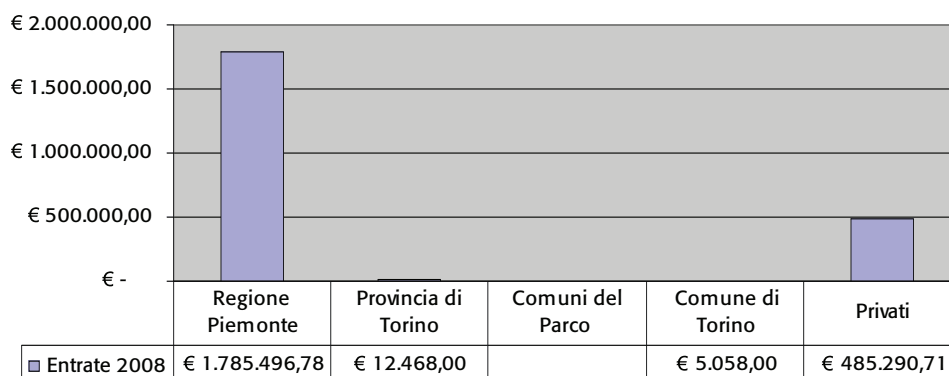 € 2.000.000,00
€ 1.500.000,00
€ 1.000.000,00
€ 500.000,00
€ -
Regione
Piemonte
Provincia di
Torino
Comuni del
Parco
Comune di
Torino
Privati
Entrate 2008 € 1.785.496,78 € 12.468,00 € 5.058,00 € 485.290,71